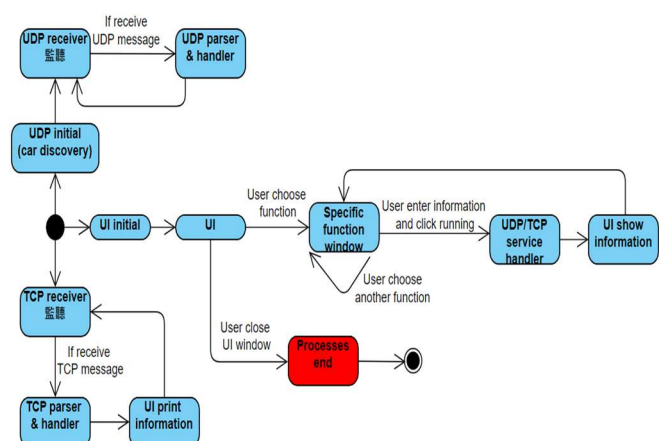 If receive
UDP message
UDP receiver
監聽
UDP parser
& handler
UDP initial
(car discovery)
UI initial
UI
User choose
function
Specific
function
window
User enter information
and click running
UDP/TCP
service
handler
UI show
information
User choose
another function
TCP receiver
監聽
If receive
TCP message
TCP parser
& handler
UI print
information
User close
UI window
Processes
end